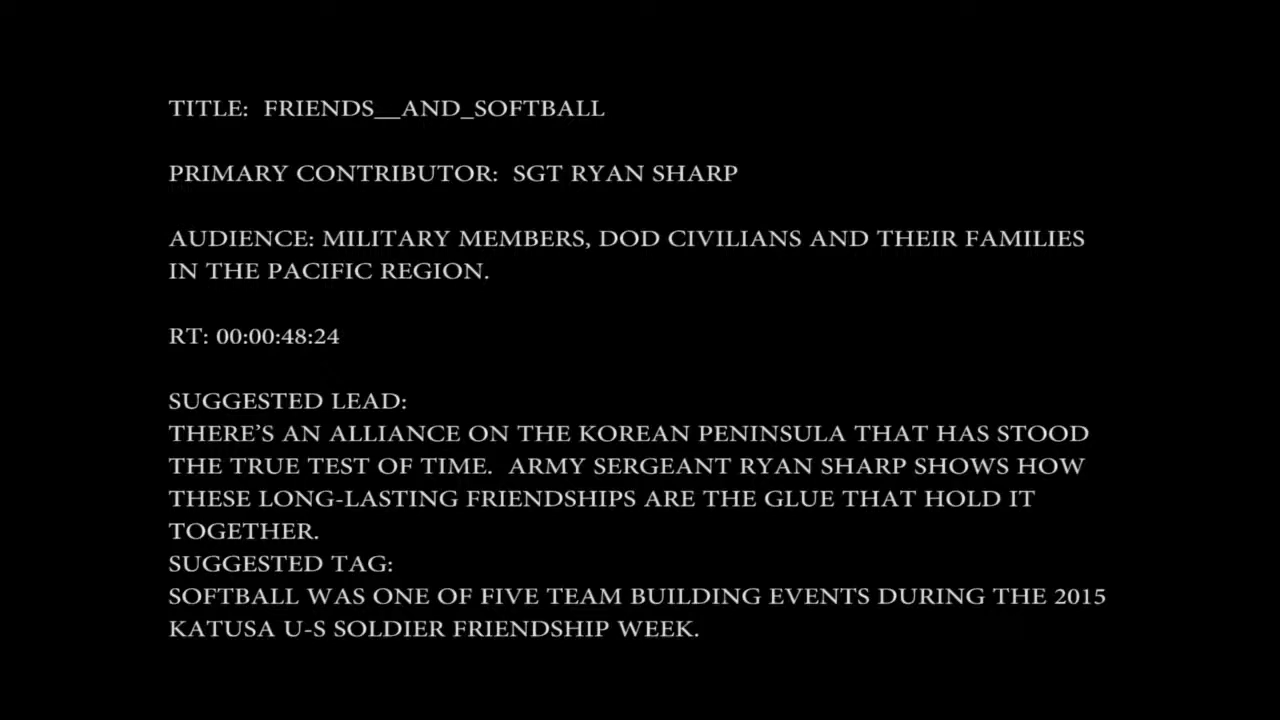 TITLE:  FRIENDS__AND_SOFTBALL
PRIMARY CONTRIBUTOR:  SGT RYAN SHARP
AUDIENCE: MILITARY MEMBERS, DOD CIVILIANS AND THEIR FAMILIES
IN THE PACIFIC REGION.
RT: 00:00:48:24
SUGGESTED LEAD:
THERE’S AN ALLIANCE ON THE KOREAN PENINSULA THAT HAS STOOD
THE TRUE TEST OF TIME.  ARMY SERGEANT RYAN SHARP SHOWS HOW
THESE LONG-LASTING FRIENDSHIPS ARE THE GLUE THAT HOLD IT
TOGETHER.
SUGGESTED TAG:
SOFTBALL WAS ONE OF FIVE TEAM BUILDING EVENTS DURING THE 2015
KATUSA U-S SOLDIER FRIENDSHIP WEEK.